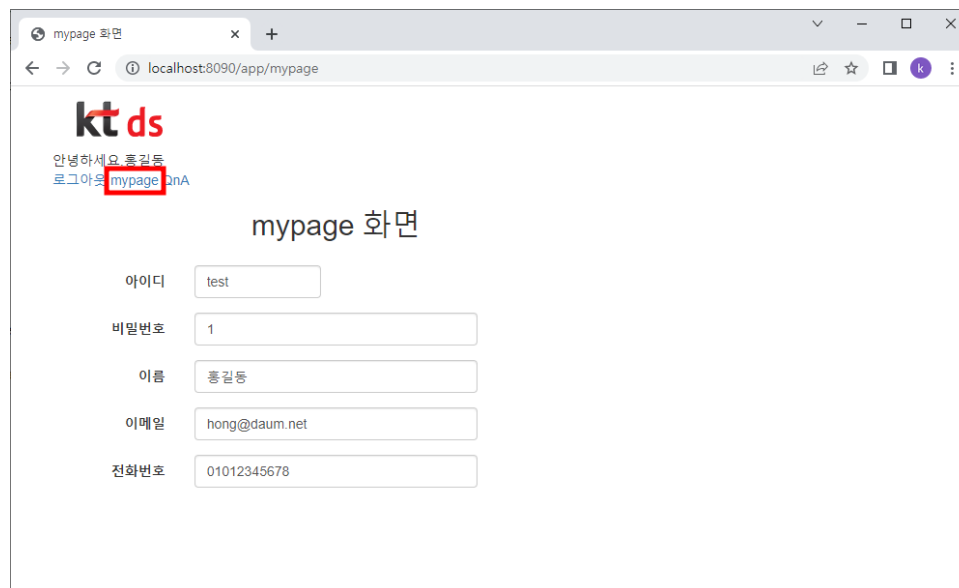 mypage 화면
localhost:8090/app/mypage
k
kt ds
안녕하세요.홍길동
로그아웃 mypage QnA
mypage 화면
아이디 test
비밀번호 1
이름 홍길동
이메일 hong@daum.net
전화번호 01012345678